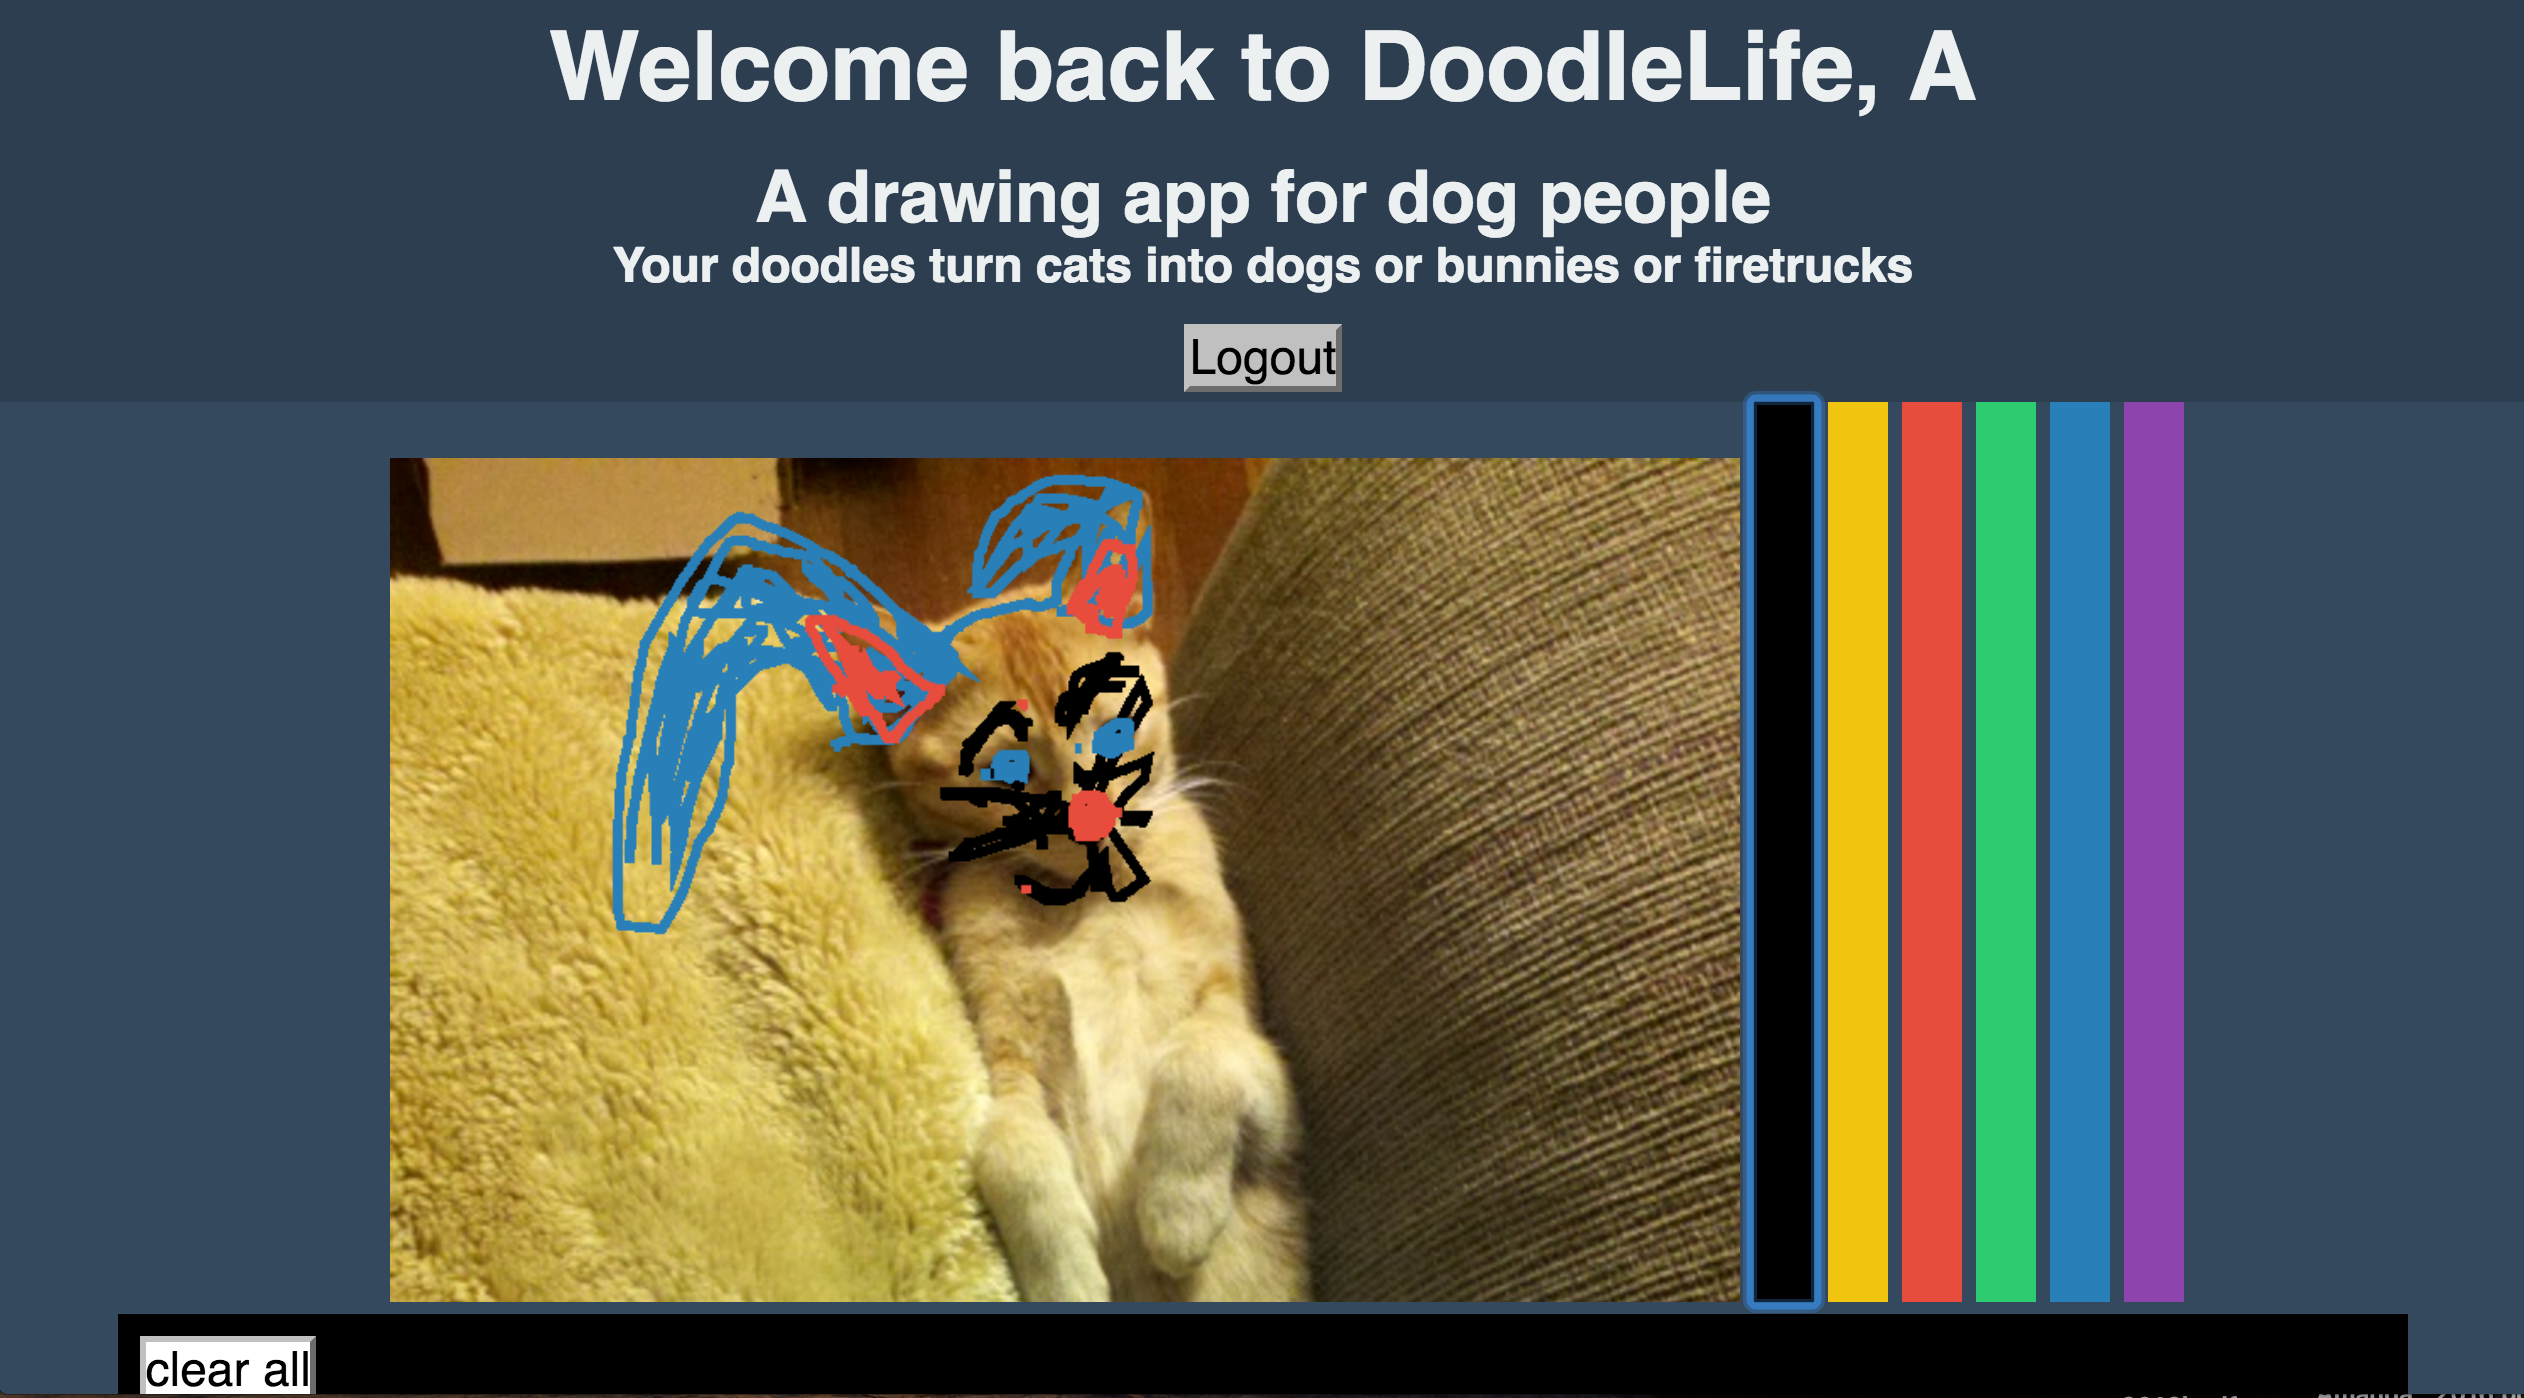 Welcome back to DoodleLife, A
A drawing app for dog people
Your doodles turn cats into dogs or bunnies or firetrucks
Logout
clear all